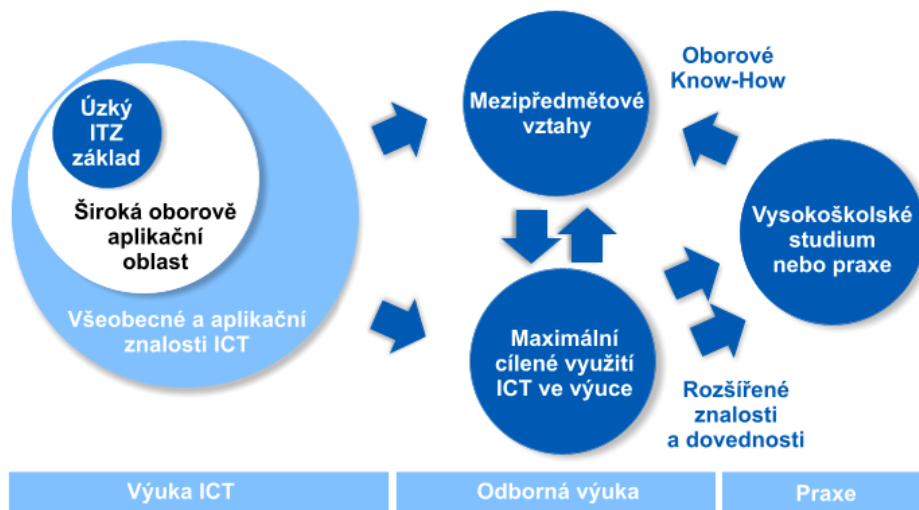 Úzký
ITZ
základ
Široká oborově
aplikační
oblast
Všeobecné a aplikační
znalosti ICT
Mezipředmětové
vztahy
Oborové
Know-How
Vysokoškolské
studium
nebo praxe
Maximální
cílené využití
ICT ve výuce
Rozšířené
znalosti
a dovednosti
Výuka ICT
Odborná výuka
Praxe